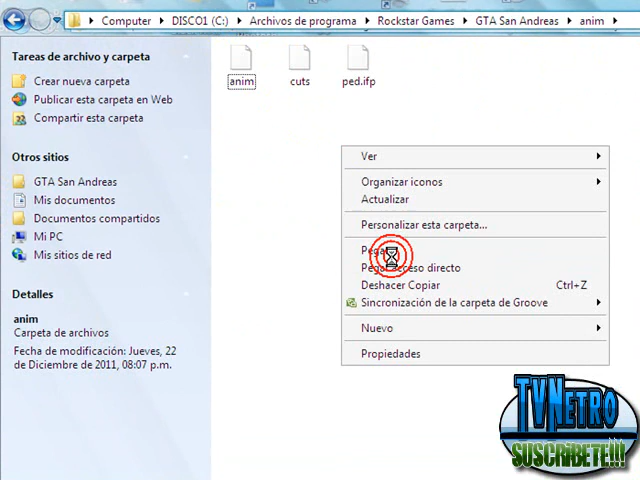 Computer ▸ DISCO1 (C:) ▸ Archivos de programa ▸ Rockstar Games ▸ GTA San Andreas ▸ anim ▸
Tareas de archivo y carpeta
Crear nueva carpeta
Publicar esta carpeta en Web
Compartir esta carpeta
Otros sitios
GTA San Andreas
Mis documentos
Documentos compartidos
Mi PC
Mis sitios de red
Detalles
anim
Carpeta de archivos
Fecha de modificación: Jueves, 22
de Diciembre de 2011, 08:07 p.m.
anim cuts ped.ifp
Ver
Organizar iconos
Actualizar
Personalizar esta carpeta...
Pegar
Pegar acceso directo
Deshacer Copiar Ctrl+Z
Sincronización de la carpeta de Groove
Nuevo
Propiedades
TVNetro
SUSCRIBETE!!!